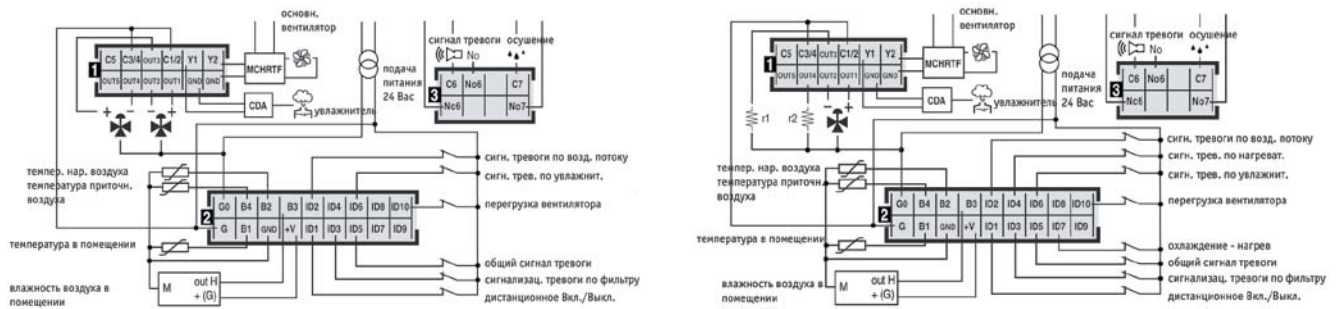 основн.
вентилятор
C5 C3/4 OUT3 C1/2 Y1 Y2
1
OUT5 OUT4 OUT2 OUT1 GND GND
MCHRTF
+ − − +
CDA
увлажнитель
подача
питания
24 Вас
сигнал тревоги осушение
No
C6 No6 C7
3
Nc6 No7
темпер. нар. воздуха
температура приточн.
воздуха
сигн. тревоги по возд. потоку
сигн. трев. по увлажнит.
G0 B4 B2 B3 ID2 ID4 ID6 ID8 ID10
2
G B1 GND +V ID1 ID3 ID5 ID7 ID9
перегрузка вентилятора
температура в помещении
общий сигнал тревоги
сигнализац. тревоги по фильтру
дистанционное Вкл./Выкл.
влажность воздуха в
помещении
M out H
+ (G)
основн.
вентилятор
C5 C3/4 OUT3 C1/2 Y1 Y2
1
OUT5 OUT4 OUT2 OUT1 GND GND
MCHRTF
r1 r2 − +
CDA
увлажнитель
подача
питания
24 Вас
сигнал тревоги осушение
No
C6 No6 C7
3
Nc6 No7
темпер. нар. воздуха
температура приточн.
воздуха
сигн. тревоги по возд. потоку
сигн. трев. по нагреват.
сигн. трев. по увлажнит.
G0 B4 B2 B3 ID2 ID4 ID6 ID8 ID10
2
G B1 GND +V ID1 ID3 ID5 ID7 ID9
перегрузка вентилятора
температура в помещении
охлаждение - нагрев
общий сигнал тревоги
сигнализац. тревоги по фильтру
дистанционное Вкл./Выкл.
влажность воздуха в
помещении
M out H
+ (G)